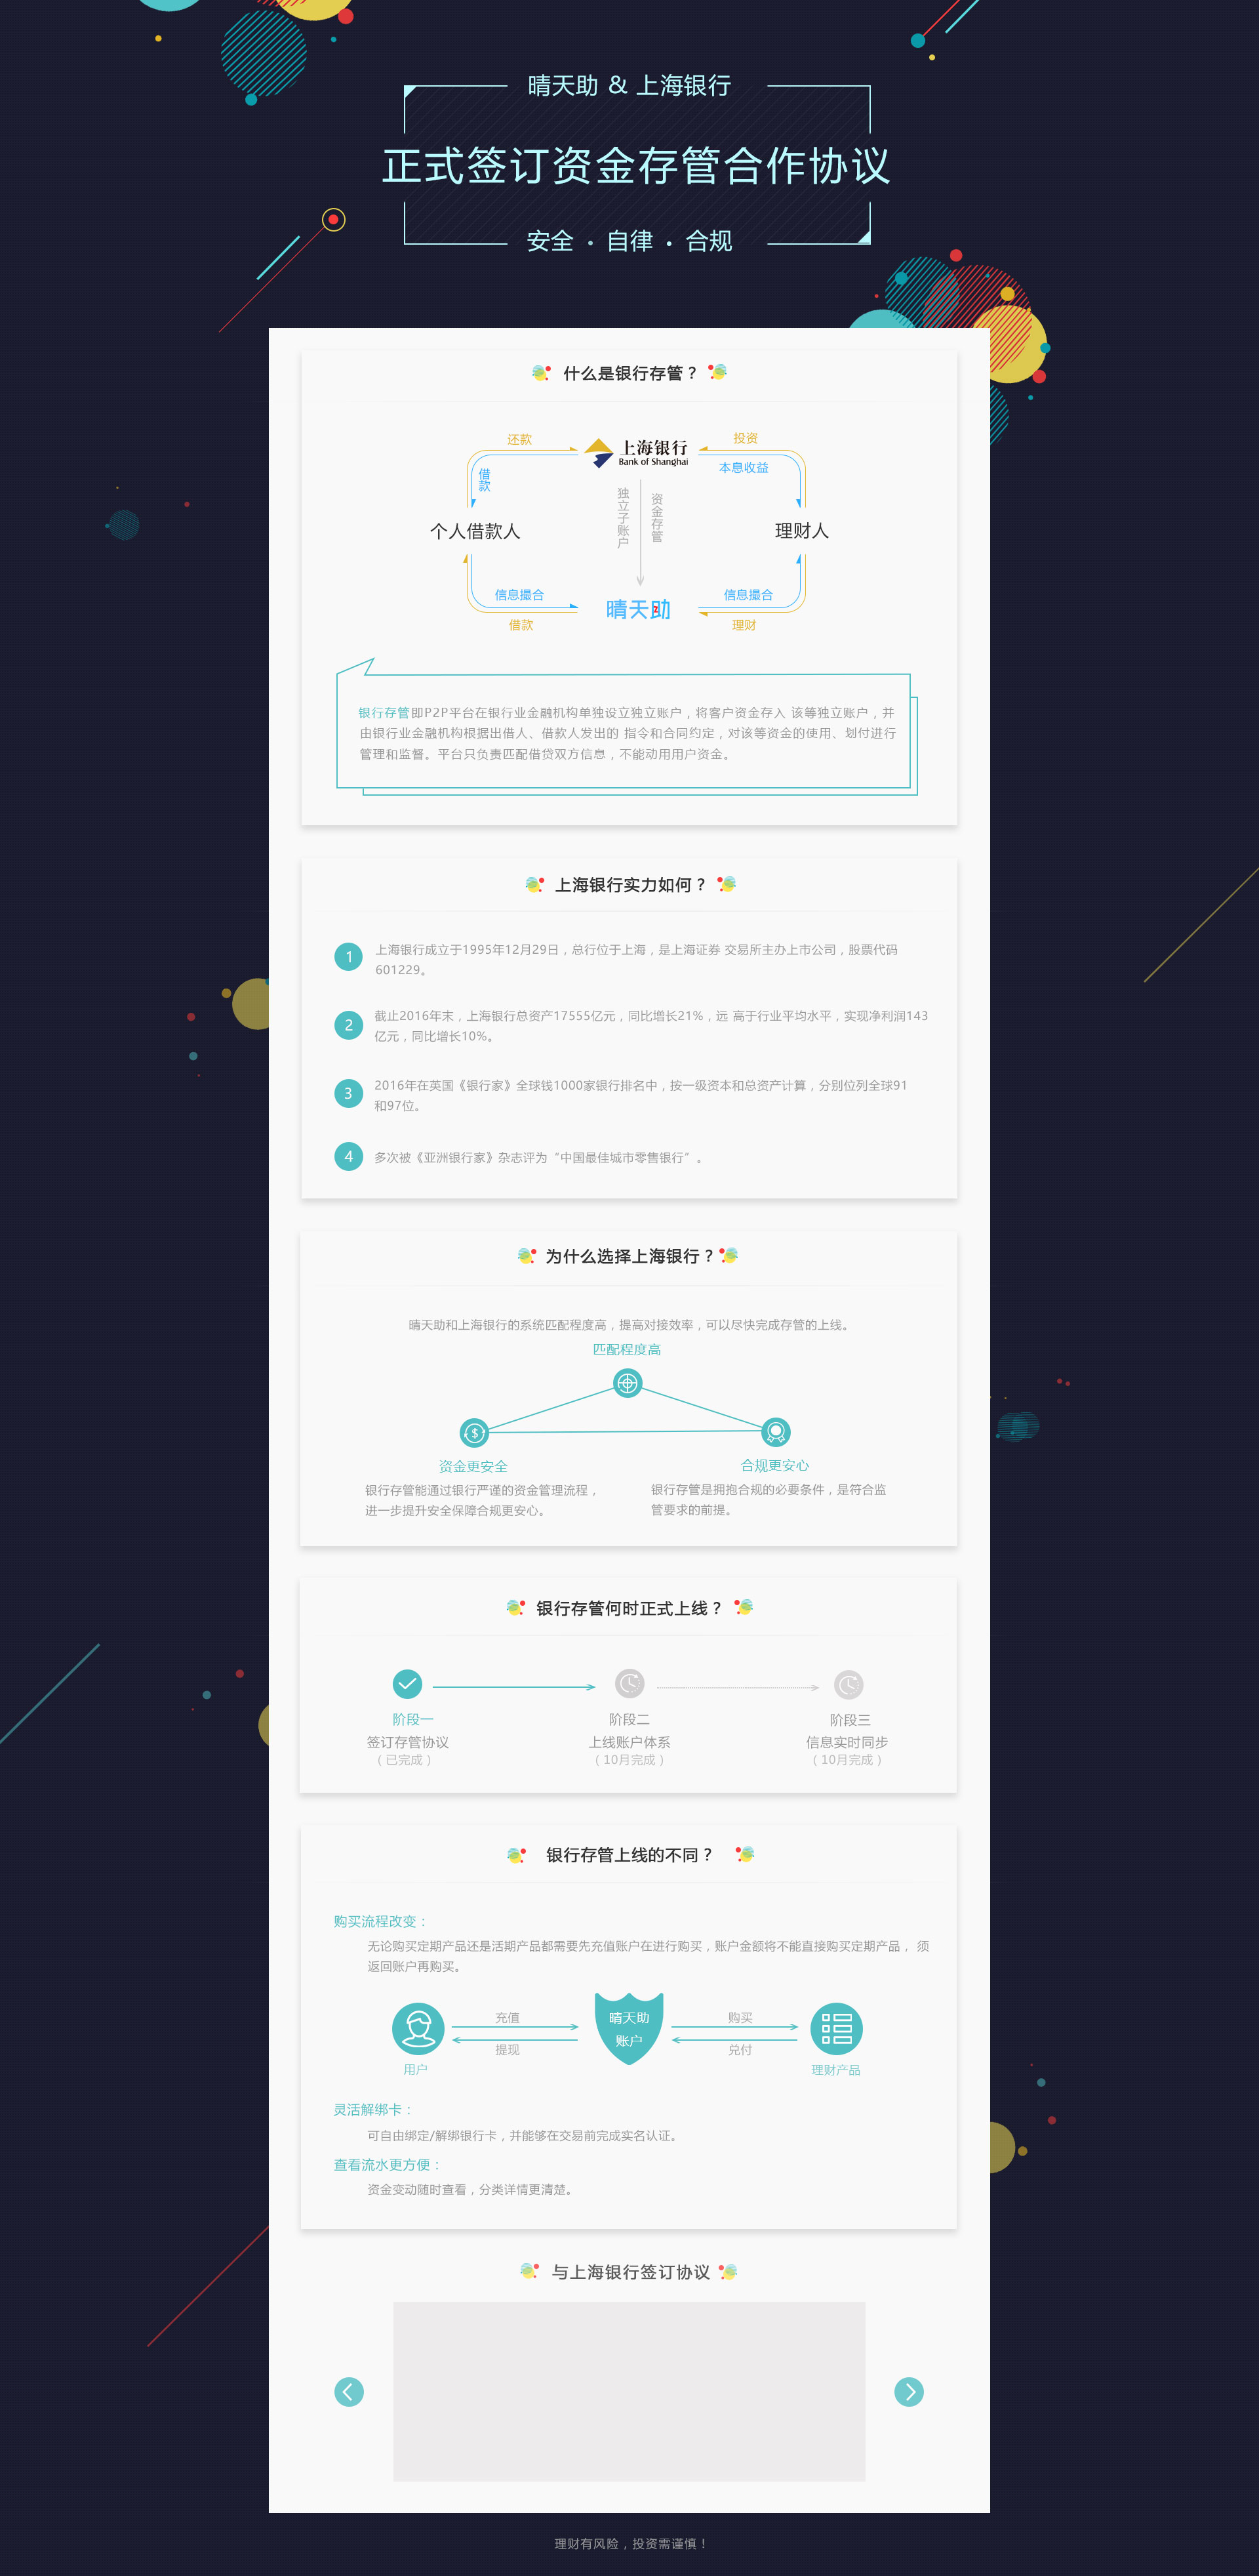 晴天助 & 上海银行
正式签订资金存管合作协议
安全 · 自律 · 合规
什么是银行存管？
还款
上海银行
Bank of Shanghai
投资
借款
本息收益
独立子账户
资金存管
个人借款人
理财人
信息撮合
晴天助
信息撮合
借款
理财
银行存管即P2P平台在银行业金融机构单独设立独立账户，将客户资金存入 该等独立账户，并
由银行业金融机构根据出借人、借款人发出的 指令和合同约定，对该等资金的使用、划付进行
管理和监督。平台只负责匹配借贷双方信息，不能动用用户资金。
上海银行实力如何？
1
上海银行成立于1995年12月29日，总行位于上海，是上海证券 交易所主办上市公司，股票代码
601229。
2
截止2016年末，上海银行总资产17555亿元，同比增长21%，远 高于行业平均水平，实现净利润143
亿元，同比增长10%。
3
2016年在英国《银行家》全球钱1000家银行排名中，按一级资本和总资产计算，分别位列全球91
和97位。
4
多次被《亚洲银行家》杂志评为“中国最佳城市零售银行”。
为什么选择上海银行？
晴天助和上海银行的系统匹配程度高，提高对接效率，可以尽快完成存管的上线。
匹配程度高
资金更安全
合规更安心
银行存管能通过银行严谨的资金管理流程，
进一步提升安全保障合规更安心。
银行存管是拥抱合规的必要条件，是符合监
管要求的前提。
银行存管何时正式上线？
阶段一
阶段二
阶段三
签订存管协议
上线账户体系
信息实时同步
（已完成）
（10月完成）
（10月完成）
银行存管上线的不同？
购买流程改变：
无论购买定期产品还是活期产品都需要先充值账户在进行购买，账户金额将不能直接购买定期产品， 须
返回账户再购买。
充值
晴天助
账户
购买
提现
兑付
用户
理财产品
灵活解绑卡：
可自由绑定/解绑银行卡，并能够在交易前完成实名认证。
查看流水更方便：
资金变动随时查看，分类详情更清楚。
与上海银行签订协议
理财有风险，投资需谨慎！